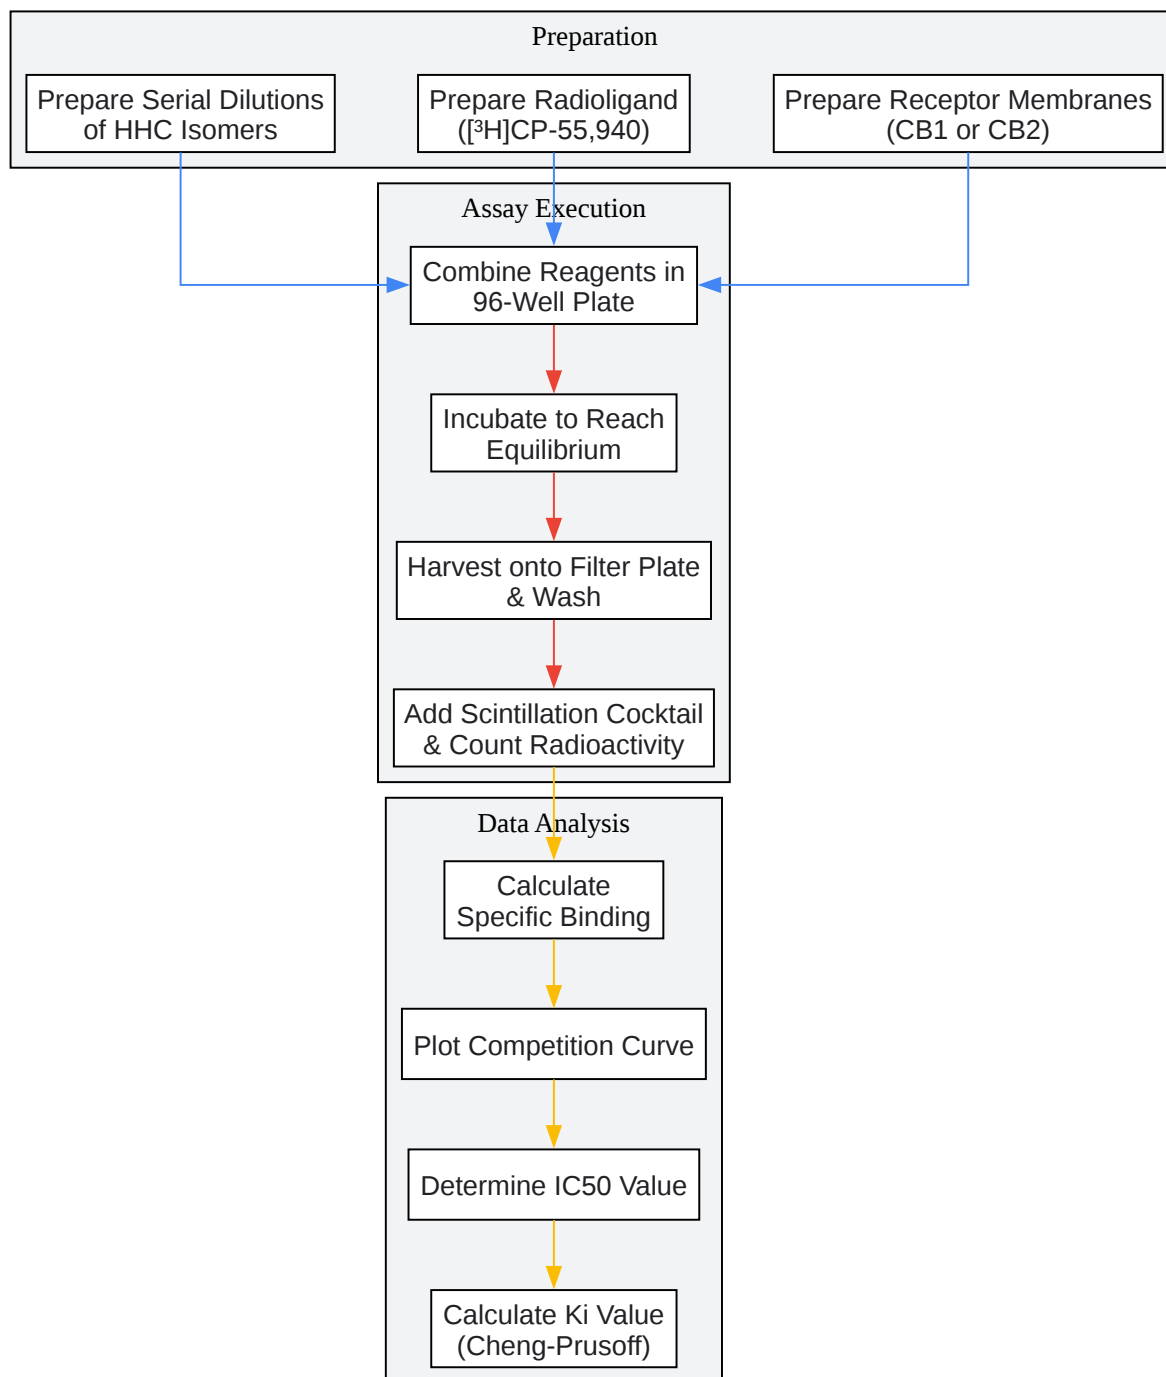 Preparation
Prepare Serial Dilutions
of HHC Isomers
Prepare Radioligand
([³H]CP-55,940)
Prepare Receptor Membranes
(CB1 or CB2)
Assay Execution
Combine Reagents in
96-Well Plate
Incubate to Reach
Equilibrium
Harvest onto Filter Plate
& Wash
Add Scintillation Cocktail
& Count Radioactivity
Data Analysis
Calculate
Specific Binding
Plot Competition Curve
Determine IC50 Value
Calculate Ki Value
(Cheng-Prusoff)